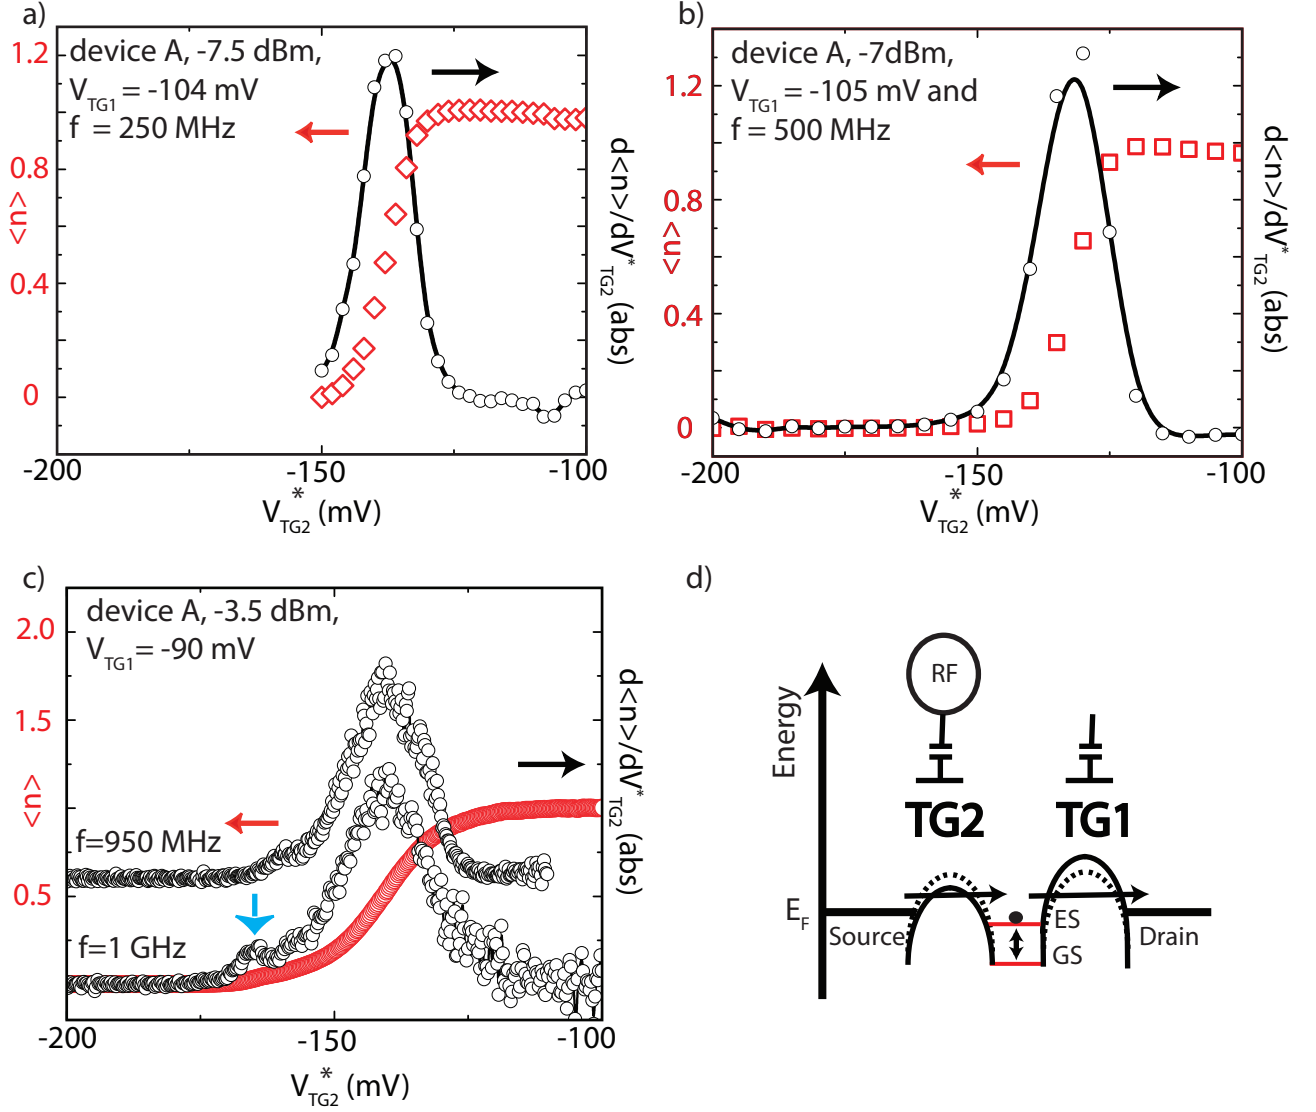 a)
device A, -7.5 dBm,
V_TG1 = -104 mV
f = 250 MHz
1.2
0.8
0.4
0
<n>
d<n>/dV*_TG2 (abs)
-200
-150
-100
V*_TG2 (mV)
b)
device A, -7dBm,
V_TG1 = -105 mV and
f = 500 MHz
1.2
0.8
0.4
0
<n>
d<n>/dV*_TG2 (abs)
-200
-150
-100
V*_TG2 (mV)
c)
device A, -3.5 dBm,
V_TG1 = -90 mV
2.0
1.5
0.5
<n>
f=950 MHz
f=1 GHz
d<n>/dV*_TG2 (abs)
-200
-150
-100
V*_TG2 (mV)
d)
Energy
RF
TG2 TG1
E_F
Source
ES
GS
Drain